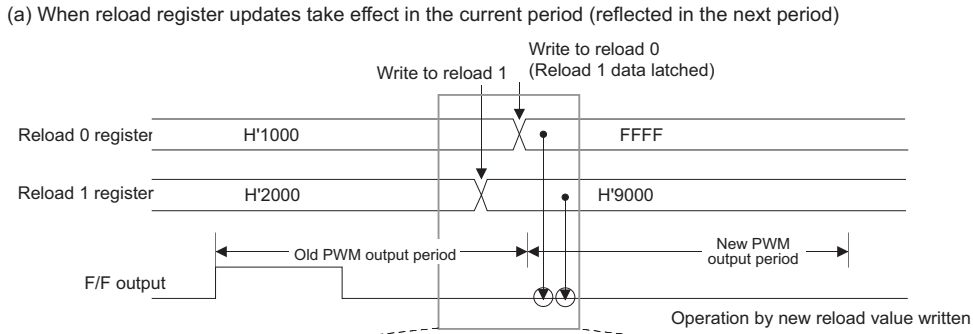 (a) When reload register updates take effect in the current period (reflected in the next period)
Write to reload 0
(Reload 1 data latched)
Write to reload 1
Reload 0 register
H'1000
FFFF
Reload 1 register
H'2000
H'9000
Old PWM output period
New PWM
output period
F/F output
Operation by new reload value written